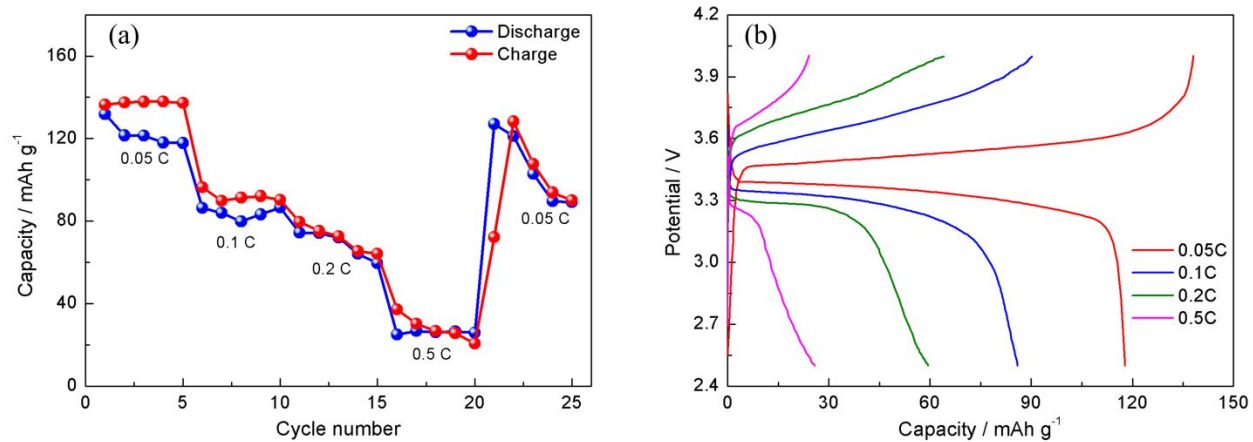 (a)
Discharge
Charge
160
120
80
40
0
Capacity / mAh g-1
0.05 C
0.1 C
0.2 C
0.5 C
0.05 C
0 5 10 15 20 25
Cycle number
(b)
4.2
3.9
3.6
3.3
3.0
2.7
2.4
Potential / V
0.05C
0.1C
0.2C
0.5C
0 30 60 90 120 150
Capacity / mAh g-1